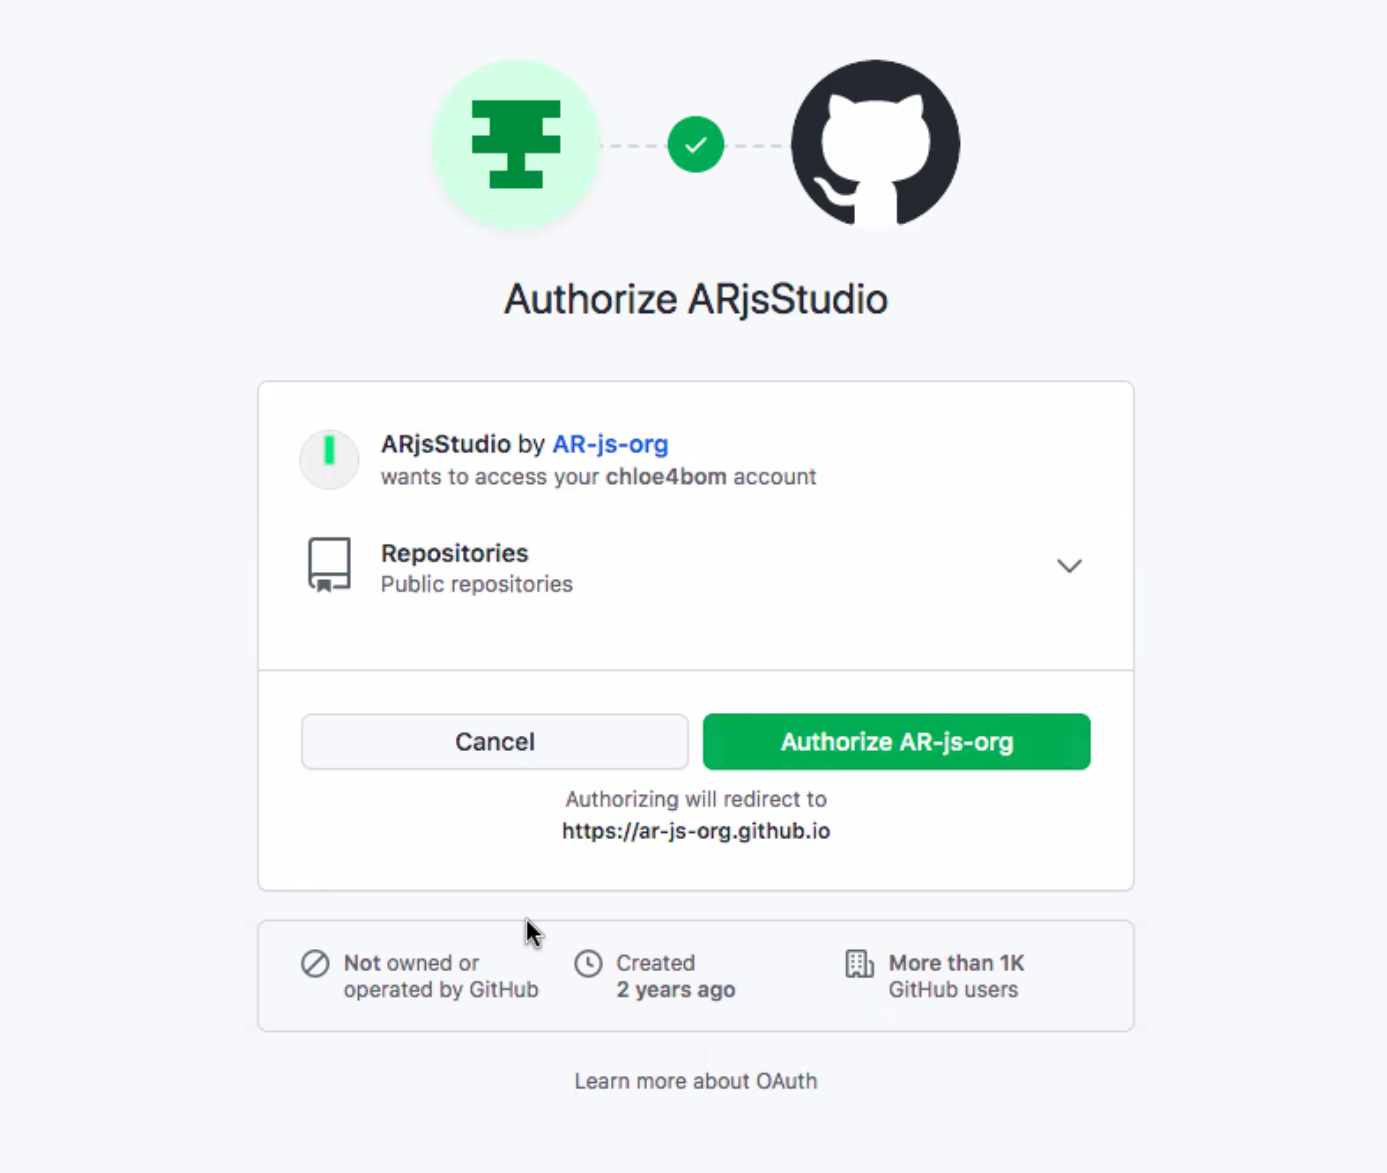 Authorize ARjsStudio
ARjsStudio by AR-js-org
wants to access your chloe4bom account
Repositories
Public repositories
Cancel
Authorize AR-js-org
Authorizing will redirect to
https://ar-js-org.github.io
Not owned or
operated by GitHub
Created
2 years ago
More than 1K
GitHub users
Learn more about OAuth